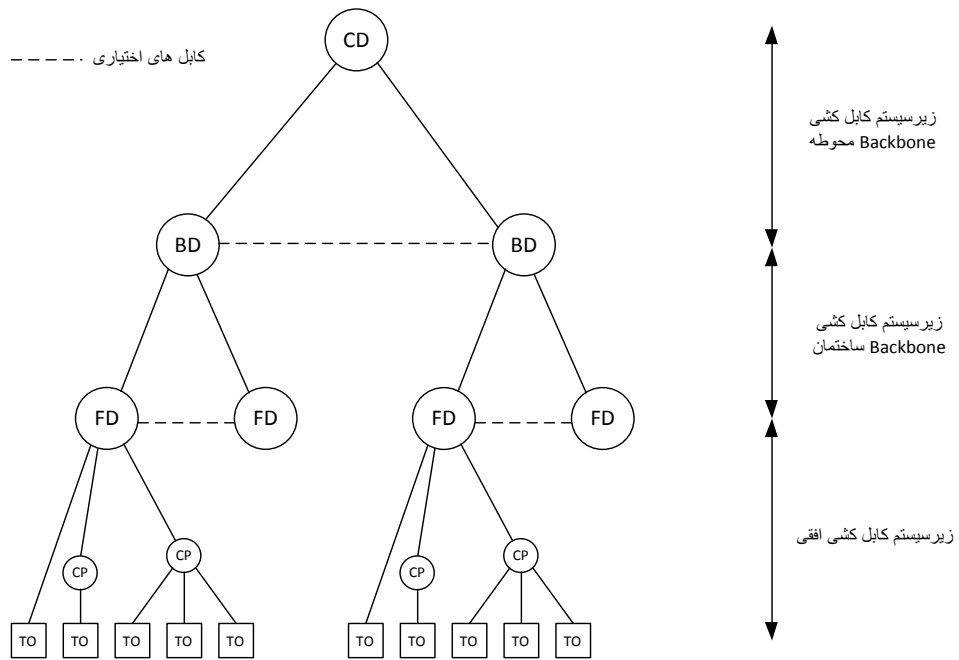 CD
کابل های اختیاری
زیرسیستم کابل کشی
Backbone محوطه
BD
BD
زیرسیستم کابل کشی
Backbone ساختمان
FD
FD
FD
FD
زیرسیستم کابل کشی افقی
CP
CP
CP
CP
TO
TO
TO
TO
TO
TO
TO
TO
TO
TO